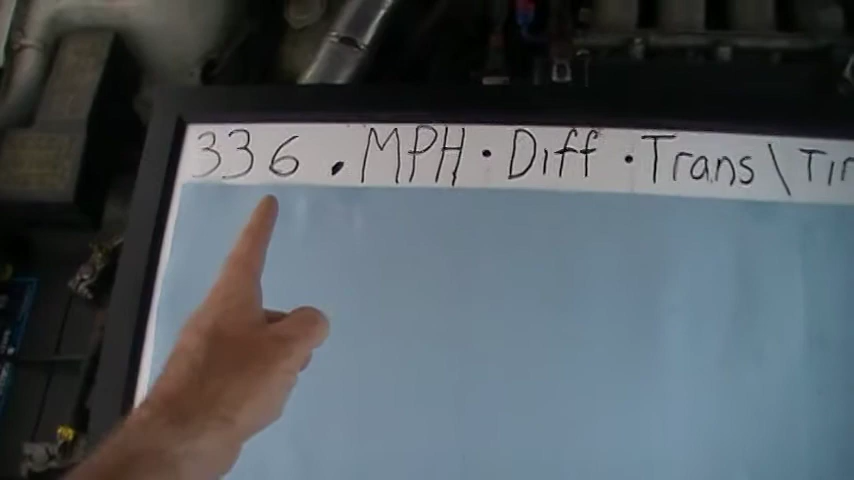 336 . MPH · Diff · Trans \